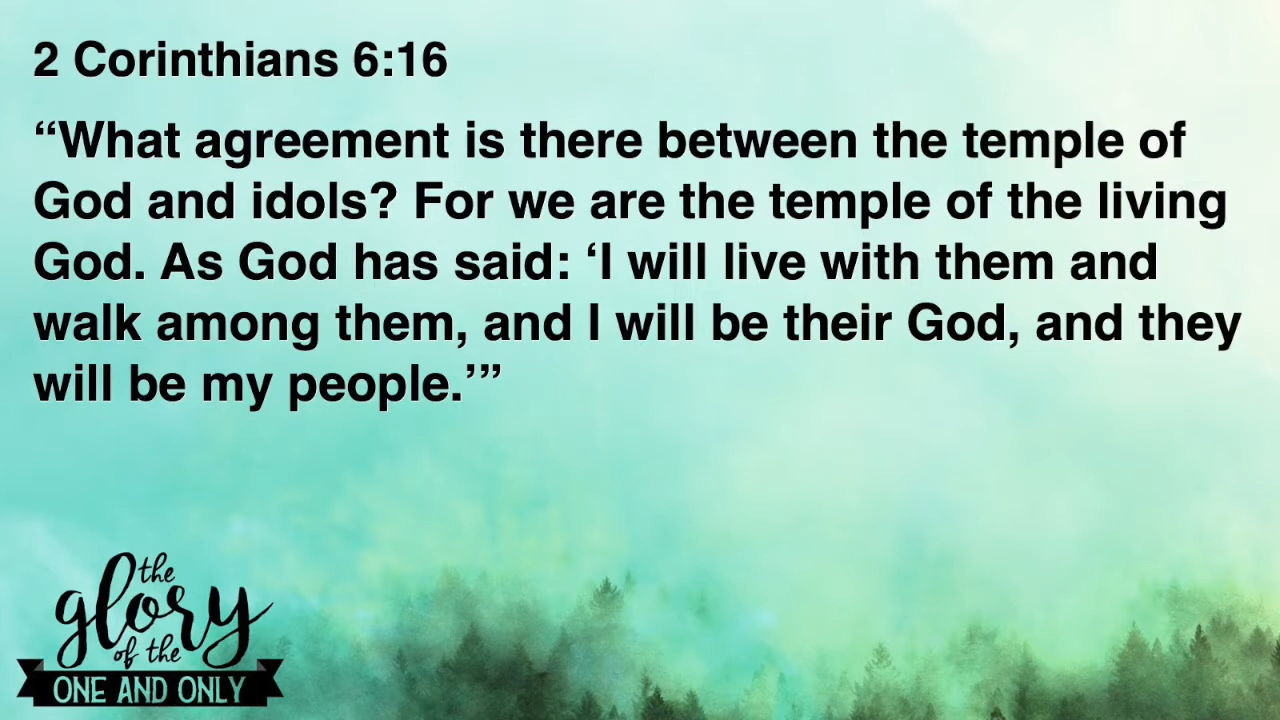 2 Corinthians 6:16
“What agreement is there between the temple of
God and idols? For we are the temple of the living
God. As God has said: ‘I will live with them and
walk among them, and I will be their God, and they
will be my people.’”
the
glory
of the
ONE AND ONLY